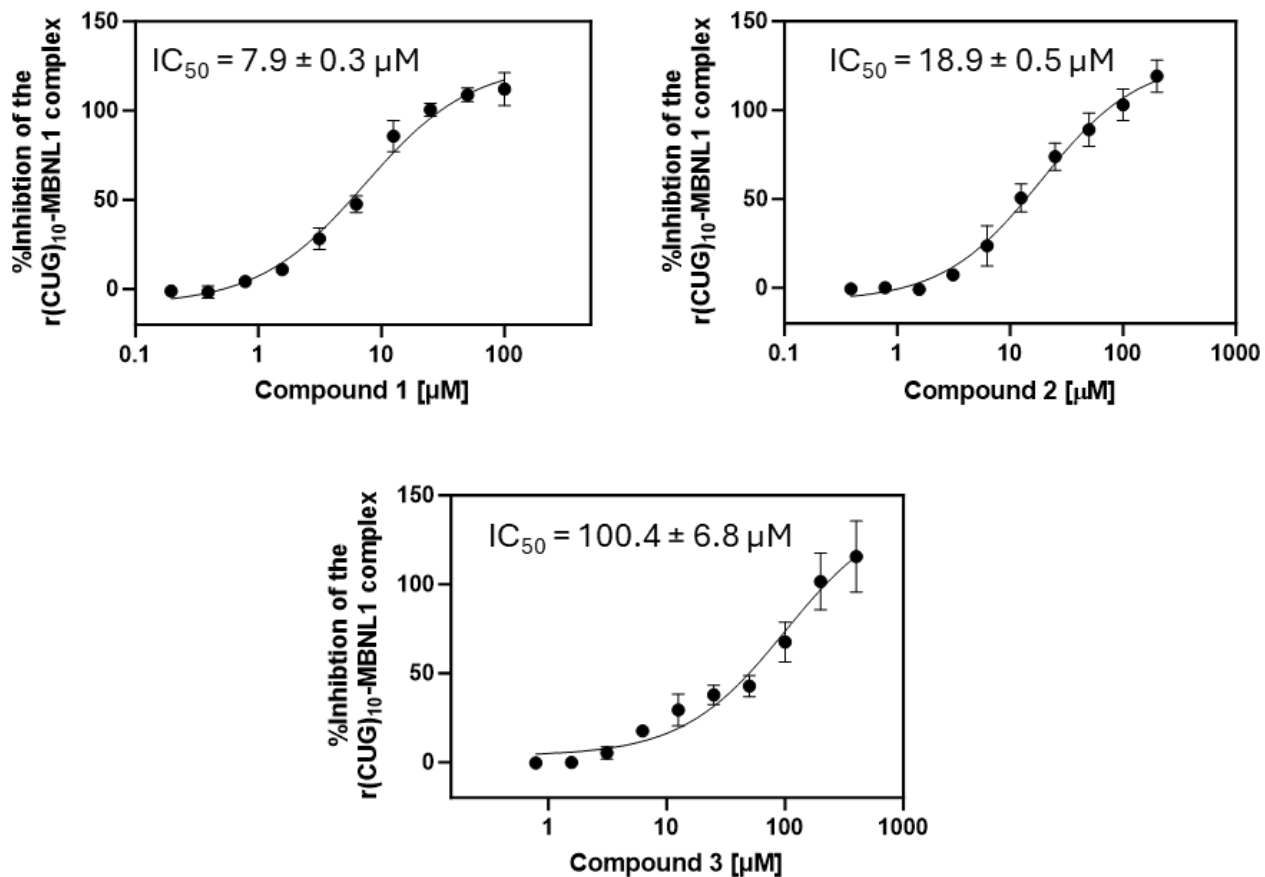 IC50 = 7.9 ± 0.3 µM
%Inhibtion of the
r(CUG)10-MBNL1 complex
150
100
50
0
0.1
1
10
100
Compound 1 [µM]
IC50 = 18.9 ± 0.5 µM
%Inhibtion of the
r(CUG)10-MBNL1 complex
150
100
50
0
0.1
1
10
100
1000
Compound 2 [µM]
IC50 = 100.4 ± 6.8 µM
%Inhibtion of the
r(CUG)10-MBNL1 complex
150
100
50
0
1
10
100
1000
Compound 3 [µM]